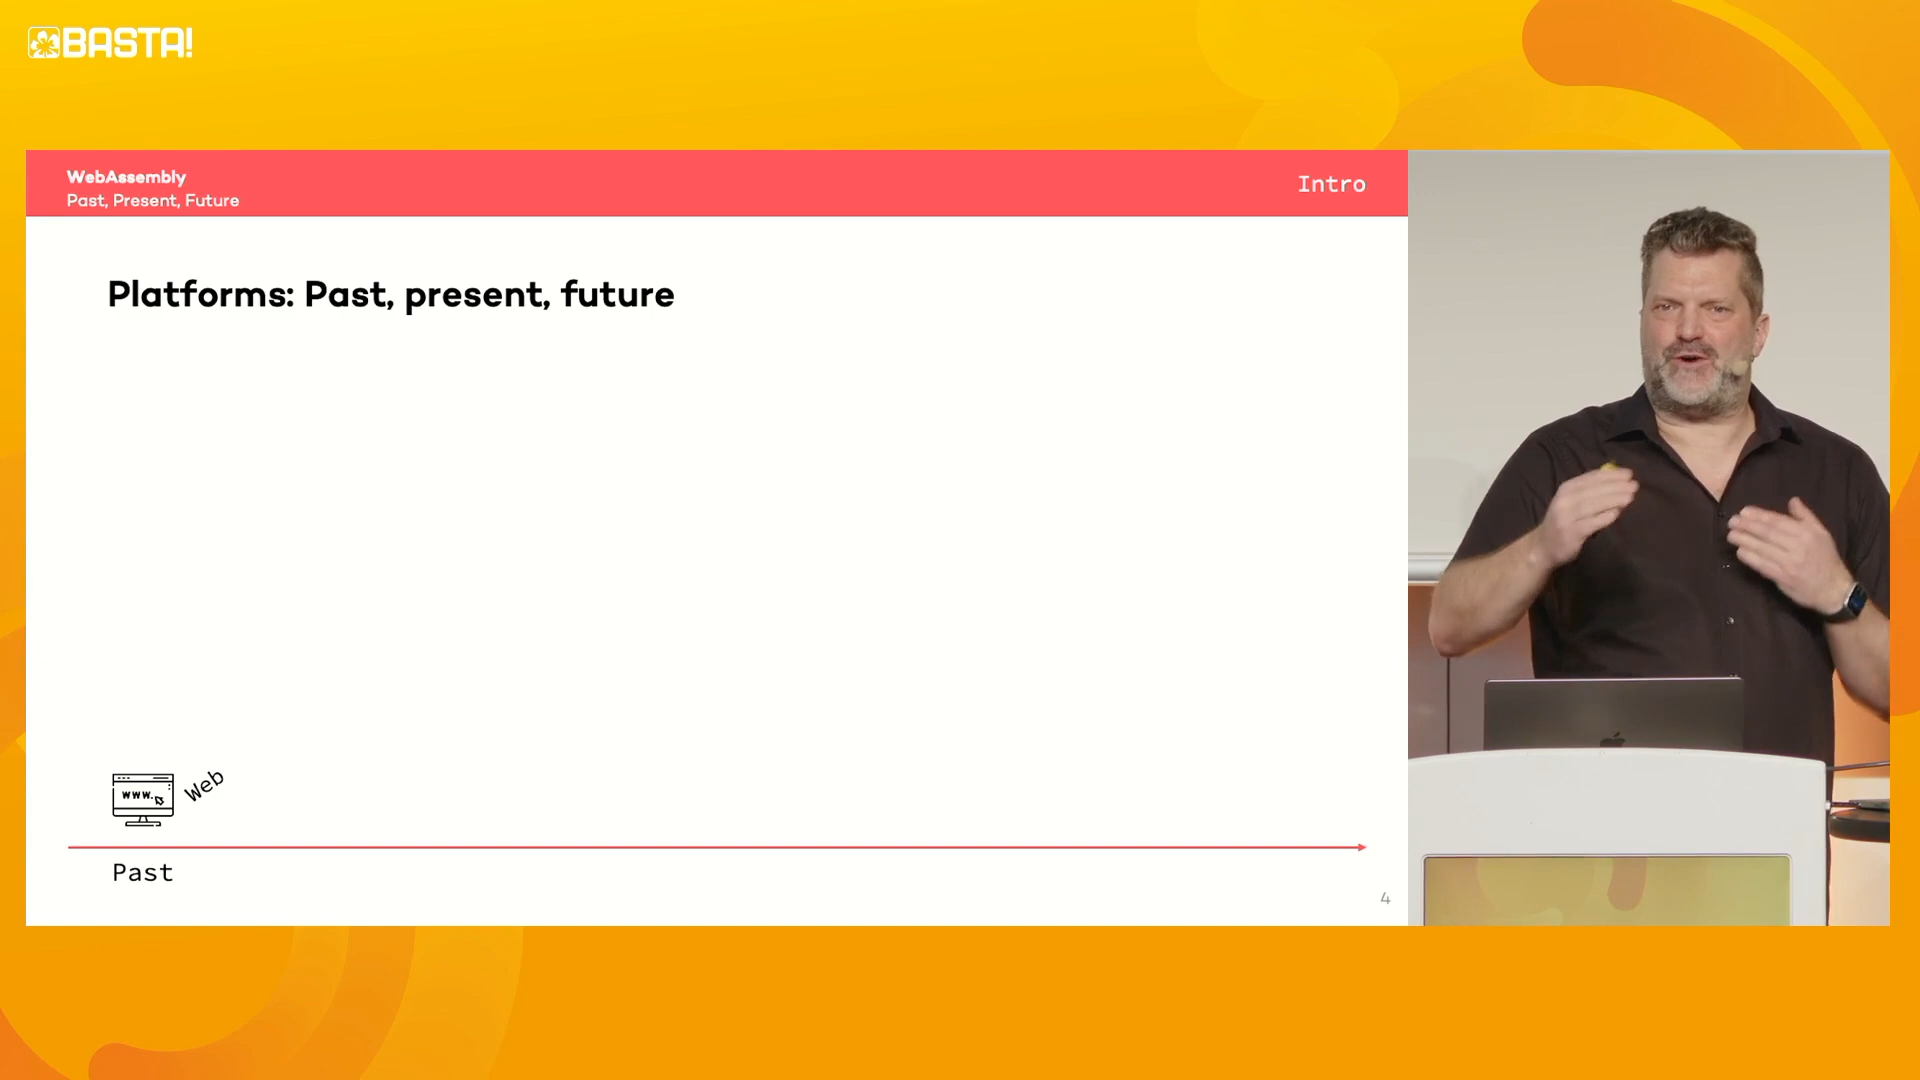 BASTA!
WebAssembly
Past, Present, Future
Intro
Platforms: Past, present, future
www.
Web
Past
4